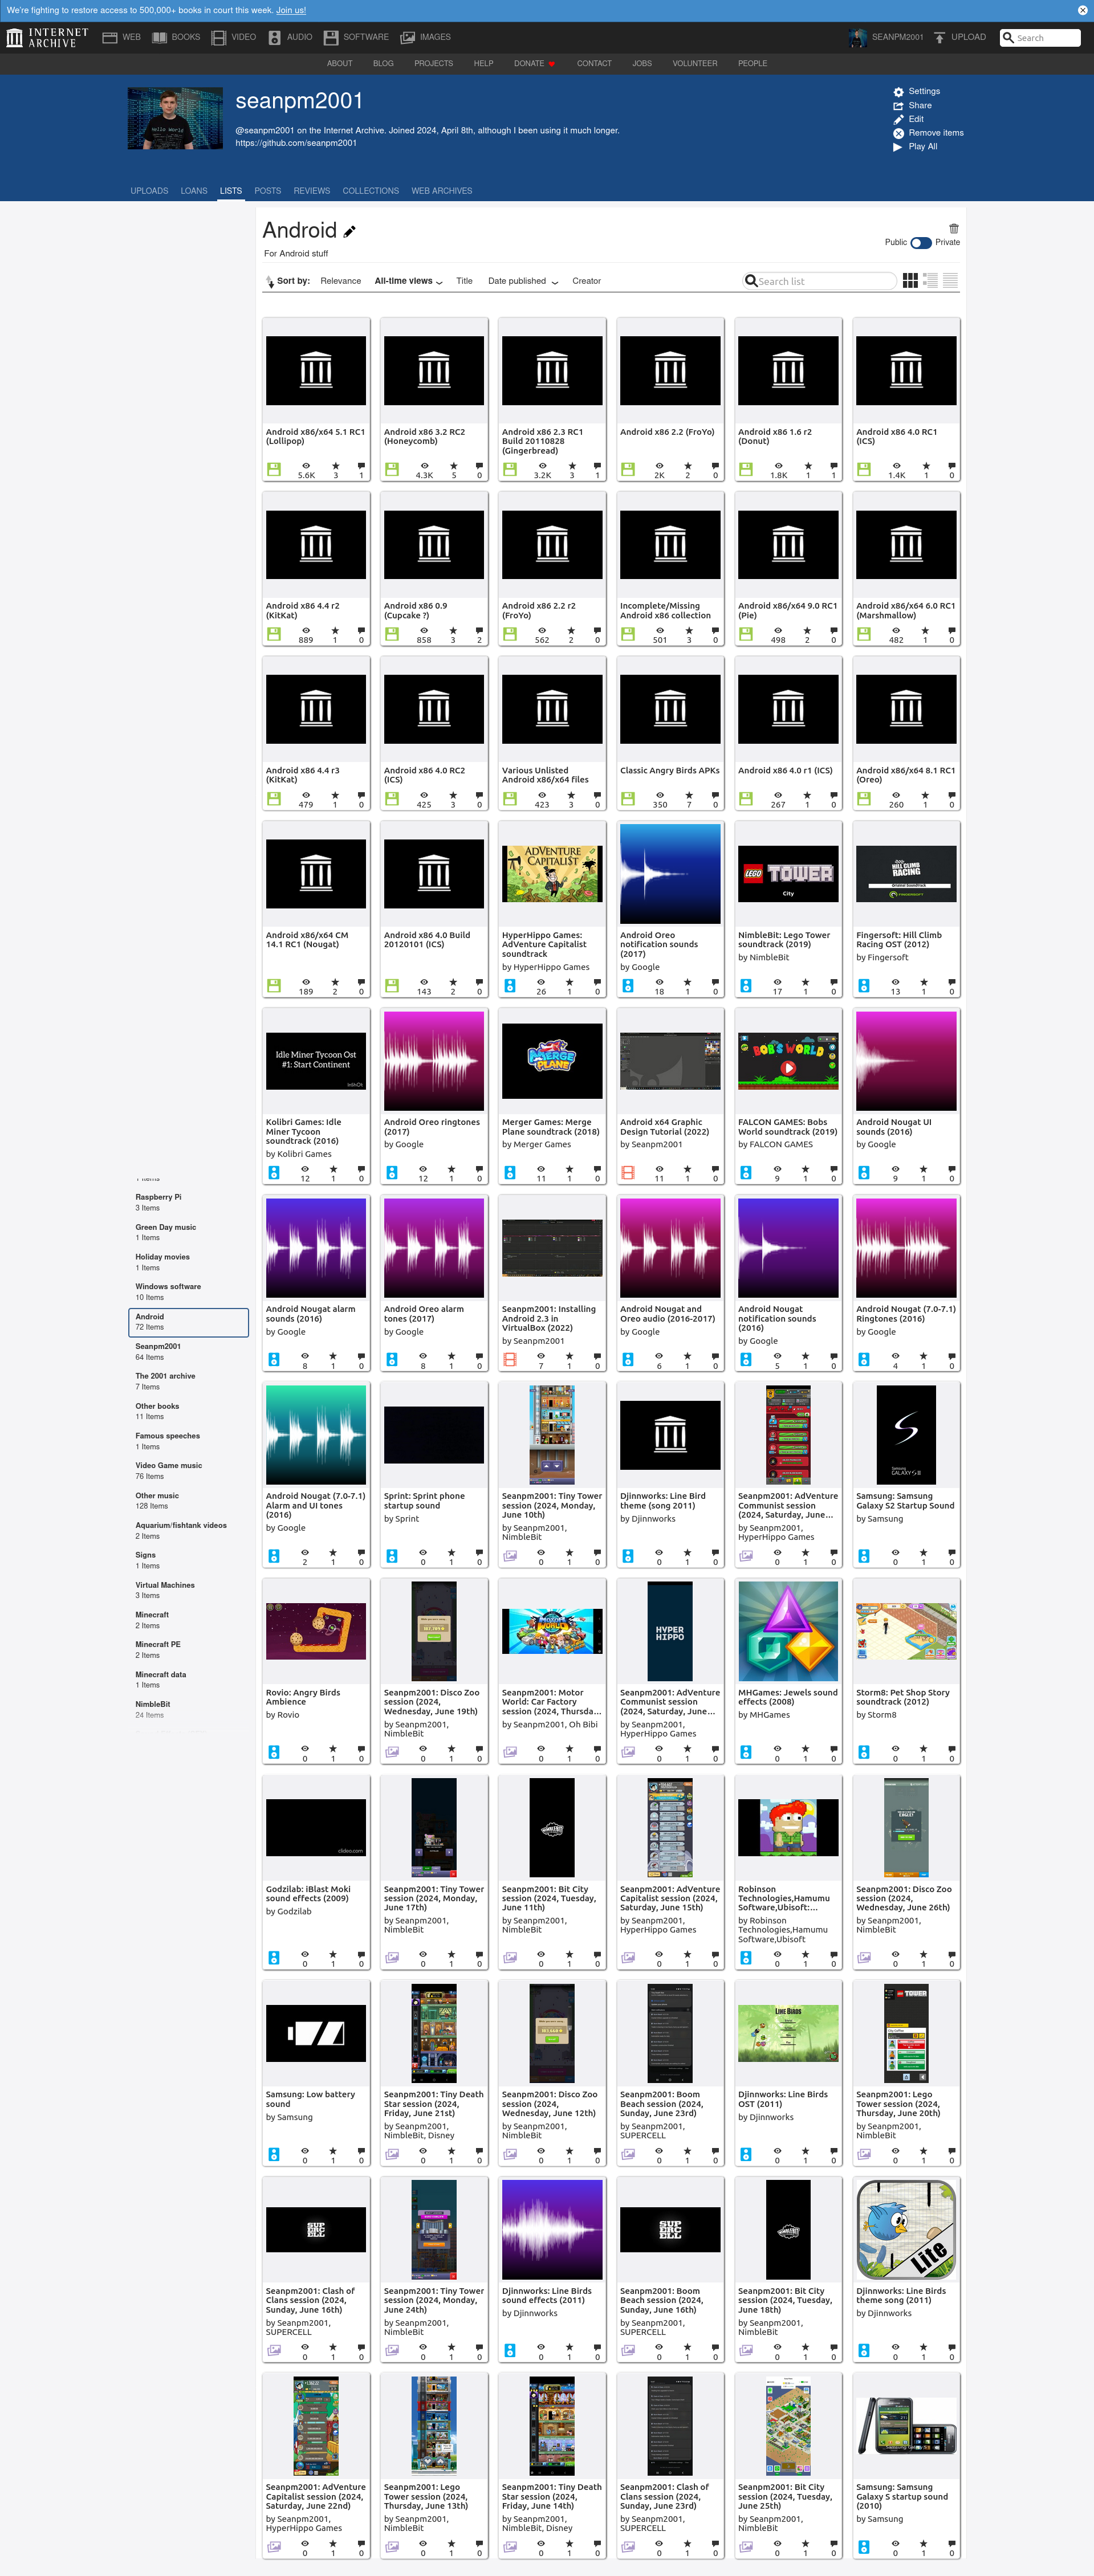 We're fighting to restore access to 500,000+ books in court this week. Join us!
INTERNET ARCHIVE
WEB BOOKS VIDEO AUDIO SOFTWARE IMAGES
SEANPM2001 UPLOAD Search
ABOUT BLOG PROJECTS HELP DONATE CONTACT JOBS VOLUNTEER PEOPLE
seanpm2001
@seanpm2001 on the Internet Archive. Joined 2024, April 8th, although I been using it much longer.
https://github.com/seanpm2001
Settings
Share
Edit
Remove items
Play All
UPLOADS LOANS LISTS POSTS REVIEWS COLLECTIONS WEB ARCHIVES
Android
For Android stuff
Public Private
Sort by: Relevance All-time views Title Date published Creator
Search list
Android x86/x64 5.1 RC1 (Lollipop)
5.6K 3 1
Android x86 3.2 RC2 (Honeycomb)
4.3K 5 0
Android x86 2.3 RC1 Build 20110828 (Gingerbread)
3.2K 3 1
Android x86 2.2 (FroYo)
2K 2 0
Android x86 1.6 r2 (Donut)
1.8K 1 1
Android x86 4.0 RC1 (ICS)
1.4K 1 0
Android x86 4.4 r2 (KitKat)
889 1 0
Android x86 0.9 (Cupcake ?)
858 3 2
Android x86 2.2 r2 (FroYo)
562 2 0
Incomplete/Missing Android x86 collection
501 3 0
Android x86/x64 9.0 RC1 (Pie)
498 2 0
Android x86/x64 6.0 RC1 (Marshmallow)
482 1 0
Android x86 4.4 r3 (KitKat)
479 1 0
Android x86 4.0 RC2 (ICS)
425 3 0
Various Unlisted Android x86/x64 files
423 3 0
Classic Angry Birds APKs
350 7 0
Android x86 4.0 r1 (ICS)
267 1 0
Android x86/x64 8.1 RC1 (Oreo)
260 1 0
Android x86/x64 CM 14.1 RC1 (Nougat)
189 2 0
Android x86 4.0 Build 20120101 (ICS)
143 2 0
HyperHippo Games: AdVenture Capitalist soundtrack
by HyperHippo Games
26 1 0
Android Oreo notification sounds (2017)
by Google
18 1 0
NimbleBit: Lego Tower soundtrack (2019)
by NimbleBit
17 1 0
Fingersoft: Hill Climb Racing OST (2012)
by Fingersoft
13 1 0
Idle Miner Tycoon Ost
#1: Start Continent
Kolibri Games: Idle Miner Tycoon soundtrack (2016)
by Kolibri Games
12 1 0
Android Oreo ringtones (2017)
by Google
12 1 0
Merger Games: Merge Plane soundtrack (2018)
by Merger Games
11 1 0
Android x64 Graphic Design Tutorial (2022)
by Seanpm2001
11 1 0
FALCON GAMES: Bobs World soundtrack (2019)
by FALCON GAMES
9 1 0
Android Nougat UI sounds (2016)
by Google
9 1 0
Raspberry Pi
3 Items
Green Day music
1 Items
Holiday movies
1 Items
Windows software
10 Items
Android
72 Items
Seanpm2001
64 Items
The 2001 archive
7 Items
Other books
11 Items
Famous speeches
1 Items
Video Game music
76 Items
Other music
128 Items
Aquarium/fishtank videos
2 Items
Signs
1 Items
Virtual Machines
3 Items
Minecraft
2 Items
Minecraft PE
2 Items
Minecraft data
1 Items
NimbleBit
24 Items
Android Nougat alarm sounds (2016)
by Google
8 1 0
Android Oreo alarm tones (2017)
by Google
8 1 0
Seanpm2001: Installing Android 2.3 in VirtualBox (2022)
by Seanpm2001
7 1 0
Android Nougat and Oreo audio (2016-2017)
by Google
6 1 0
Android Nougat notification sounds (2016)
by Google
5 1 0
Android Nougat (7.0-7.1) Ringtones (2016)
by Google
4 1 0
Android Nougat (7.0-7.1) Alarm and UI tones (2016)
by Google
2 1 0
Sprint: Sprint phone startup sound
by Sprint
0 1 0
Seanpm2001: Tiny Tower session (2024, Monday, June 10th)
by Seanpm2001, NimbleBit
0 1 0
Djinnworks: Line Bird theme (song 2011)
by Djinnworks
0 1 0
Seanpm2001: AdVenture Communist session (2024, Saturday, June...
by Seanpm2001, HyperHippo Games
0 1 0
Samsung: Samsung Galaxy S2 Startup Sound
by Samsung
0 1 0
Rovio: Angry Birds Ambience
by Rovio
0 1 0
Seanpm2001: Disco Zoo session (2024, Wednesday, June 19th)
by Seanpm2001, NimbleBit
0 1 0
Seanpm2001: Motor World: Car Factory session (2024, Thursda...
by Seanpm2001, Oh Bibi
0 1 0
HYPER HIPPO
Seanpm2001: AdVenture Communist session (2024, Saturday, June...
by Seanpm2001, HyperHippo Games
0 1 0
MHGames: Jewels sound effects (2008)
by MHGames
0 1 0
Storm8: Pet Shop Story soundtrack (2012)
by Storm8
0 1 0
clideo.com
Godzilab: iBlast Moki sound effects (2009)
by Godzilab
0 1 0
Seanpm2001: Tiny Tower session (2024, Monday, June 17th)
by Seanpm2001, NimbleBit
0 1 0
Seanpm2001: Bit City session (2024, Tuesday, June 11th)
by Seanpm2001, NimbleBit
0 1 0
Seanpm2001: AdVenture Capitalist session (2024, Saturday, June 15th)
by Seanpm2001, HyperHippo Games
0 1 0
Robinson Technologies,Hamumu Software,Ubisoft:...
by Robinson Technologies,Hamumu Software,Ubisoft
0 1 0
Seanpm2001: Disco Zoo session (2024, Wednesday, June 26th)
by Seanpm2001, NimbleBit
0 1 0
Samsung: Low battery sound
by Samsung
0 1 0
Seanpm2001: Tiny Death Star session (2024, Friday, June 21st)
by Seanpm2001, NimbleBit, Disney
0 1 0
Seanpm2001: Disco Zoo session (2024, Wednesday, June 12th)
by Seanpm2001, NimbleBit
0 1 0
Seanpm2001: Boom Beach session (2024, Sunday, June 23rd)
by Seanpm2001, SUPERCELL
0 1 0
Djinnworks: Line Birds OST (2011)
by Djinnworks
0 1 0
Seanpm2001: Lego Tower session (2024, Thursday, June 20th)
by Seanpm2001, NimbleBit
0 1 0
Seanpm2001: Clash of Clans session (2024, Sunday, June 16th)
by Seanpm2001, SUPERCELL
0 1 0
Seanpm2001: Tiny Tower session (2024, Monday, June 24th)
by Seanpm2001, NimbleBit
0 1 0
Djinnworks: Line Birds sound effects (2011)
by Djinnworks
0 1 0
Seanpm2001: Boom Beach session (2024, Sunday, June 16th)
by Seanpm2001, SUPERCELL
0 1 0
Seanpm2001: Bit City session (2024, Tuesday, June 18th)
by Seanpm2001, NimbleBit
0 1 0
Lite
Djinnworks: Line Birds theme song (2011)
by Djinnworks
0 1 0
Seanpm2001: AdVenture Capitalist session (2024, Saturday, June 22nd)
by Seanpm2001, HyperHippo Games
0 1 0
Seanpm2001: Lego Tower session (2024, Thursday, June 13th)
by Seanpm2001, NimbleBit
0 1 0
Seanpm2001: Tiny Death Star session (2024, Friday, June 14th)
by Seanpm2001, NimbleBit, Disney
0 1 0
Seanpm2001: Clash of Clans session (2024, Sunday, June 23rd)
by Seanpm2001, SUPERCELL
0 1 0
Seanpm2001: Bit City session (2024, Tuesday, June 25th)
by Seanpm2001, NimbleBit
0 1 0
Samsung: Samsung Galaxy S startup sound (2010)
by Samsung
0 1 0